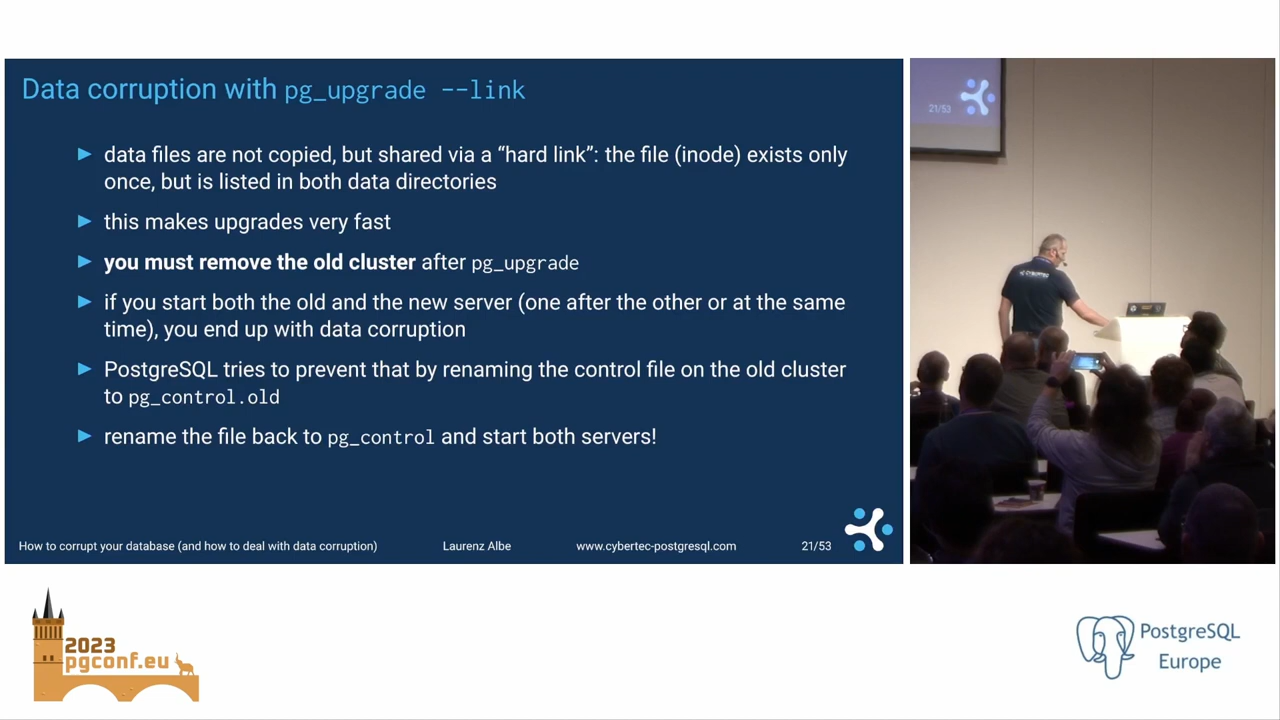 Data corruption with pg_upgrade --link
► data files are not copied, but shared via a “hard link”: the file (inode) exists only
once, but is listed in both data directories
► this makes upgrades very fast
► you must remove the old cluster after pg_upgrade
► if you start both the old and the new server (one after the other or at the same
time), you end up with data corruption
► PostgreSQL tries to prevent that by renaming the control file on the old cluster
to pg_control.old
► rename the file back to pg_control and start both servers!
How to corrupt your database (and how to deal with data corruption) Laurenz Albe www.cybertec-postgresql.com 21/53
21/53
CYBERTEC
2023
pgconf.eu
PostgreSQL
Europe